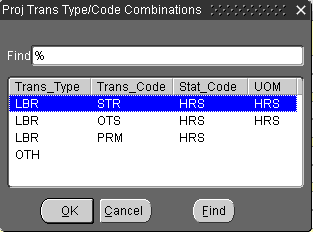 Proj Trans Type/Code Combinations
Find %
Trans_Type Trans_Code Stat_Code UOM
LBR STR HRS HRS
LBR OTS HRS HRS
LBR PRM HRS
OTH
OK Cancel Find